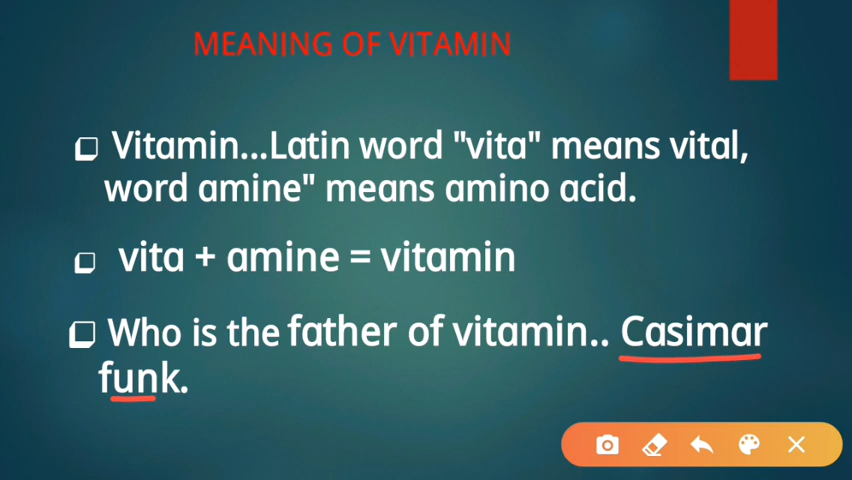 MEANING OF VITAMIN
Vitamin...Latin word "vita" means vital,
word amine" means amino acid.
vita + amine = vitamin
Who is the father of vitamin.. Casimar
funk.